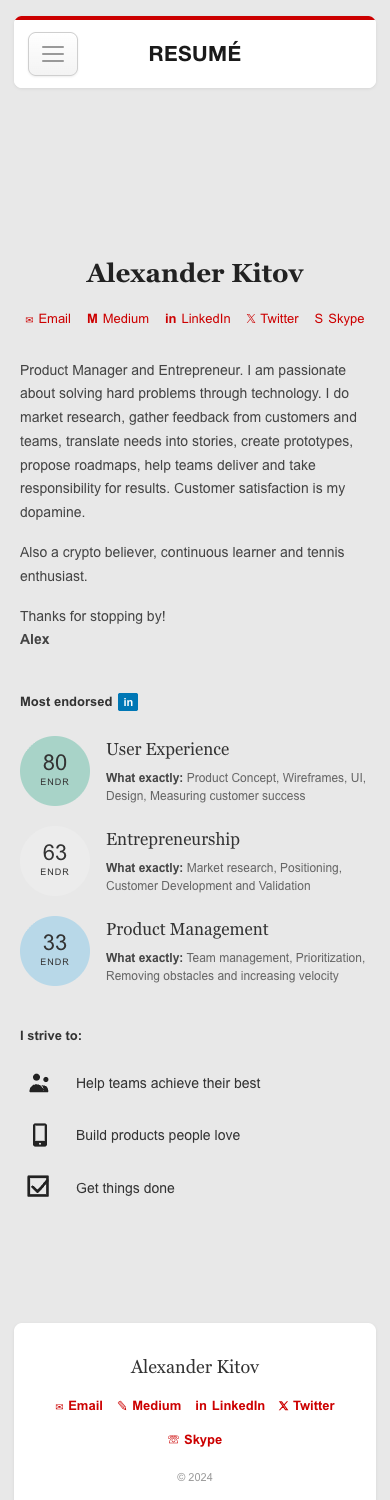 RESUMÉ
Alexander Kitov
✉ Email M Medium in LinkedIn 𝕏 Twitter S Skype
Product Manager and Entrepreneur. I am passionate
about solving hard problems through technology. I do
market research, gather feedback from customers and
teams, translate needs into stories, create prototypes,
propose roadmaps, help teams deliver and take
responsibility for results. Customer satisfaction is my
dopamine.
Also a crypto believer, continuous learner and tennis
enthusiast.
Thanks for stopping by!
Alex
Most endorsed in
80
ENDR
User Experience
What exactly: Product Concept, Wireframes, UI,
Design, Measuring customer success
63
ENDR
Entrepreneurship
What exactly: Market research, Positioning,
Customer Development and Validation
33
ENDR
Product Management
What exactly: Team management, Prioritization,
Removing obstacles and increasing velocity
I strive to:
Help teams achieve their best
Build products people love
Get things done
Alexander Kitov
✉ Email ✎ Medium in LinkedIn 𝕏 Twitter
☏ Skype
© 2024